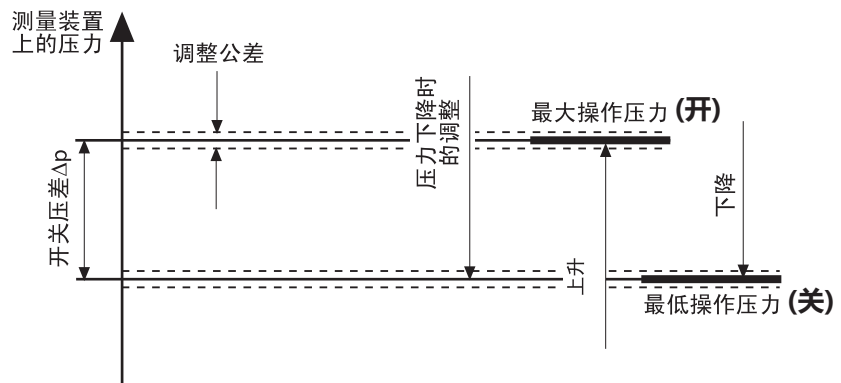 测量装置
上的压力
调整公差
压力下降时
的调整
最大操作压力 (开)
开关压差Δp
下降
上升
最低操作压力 (关)